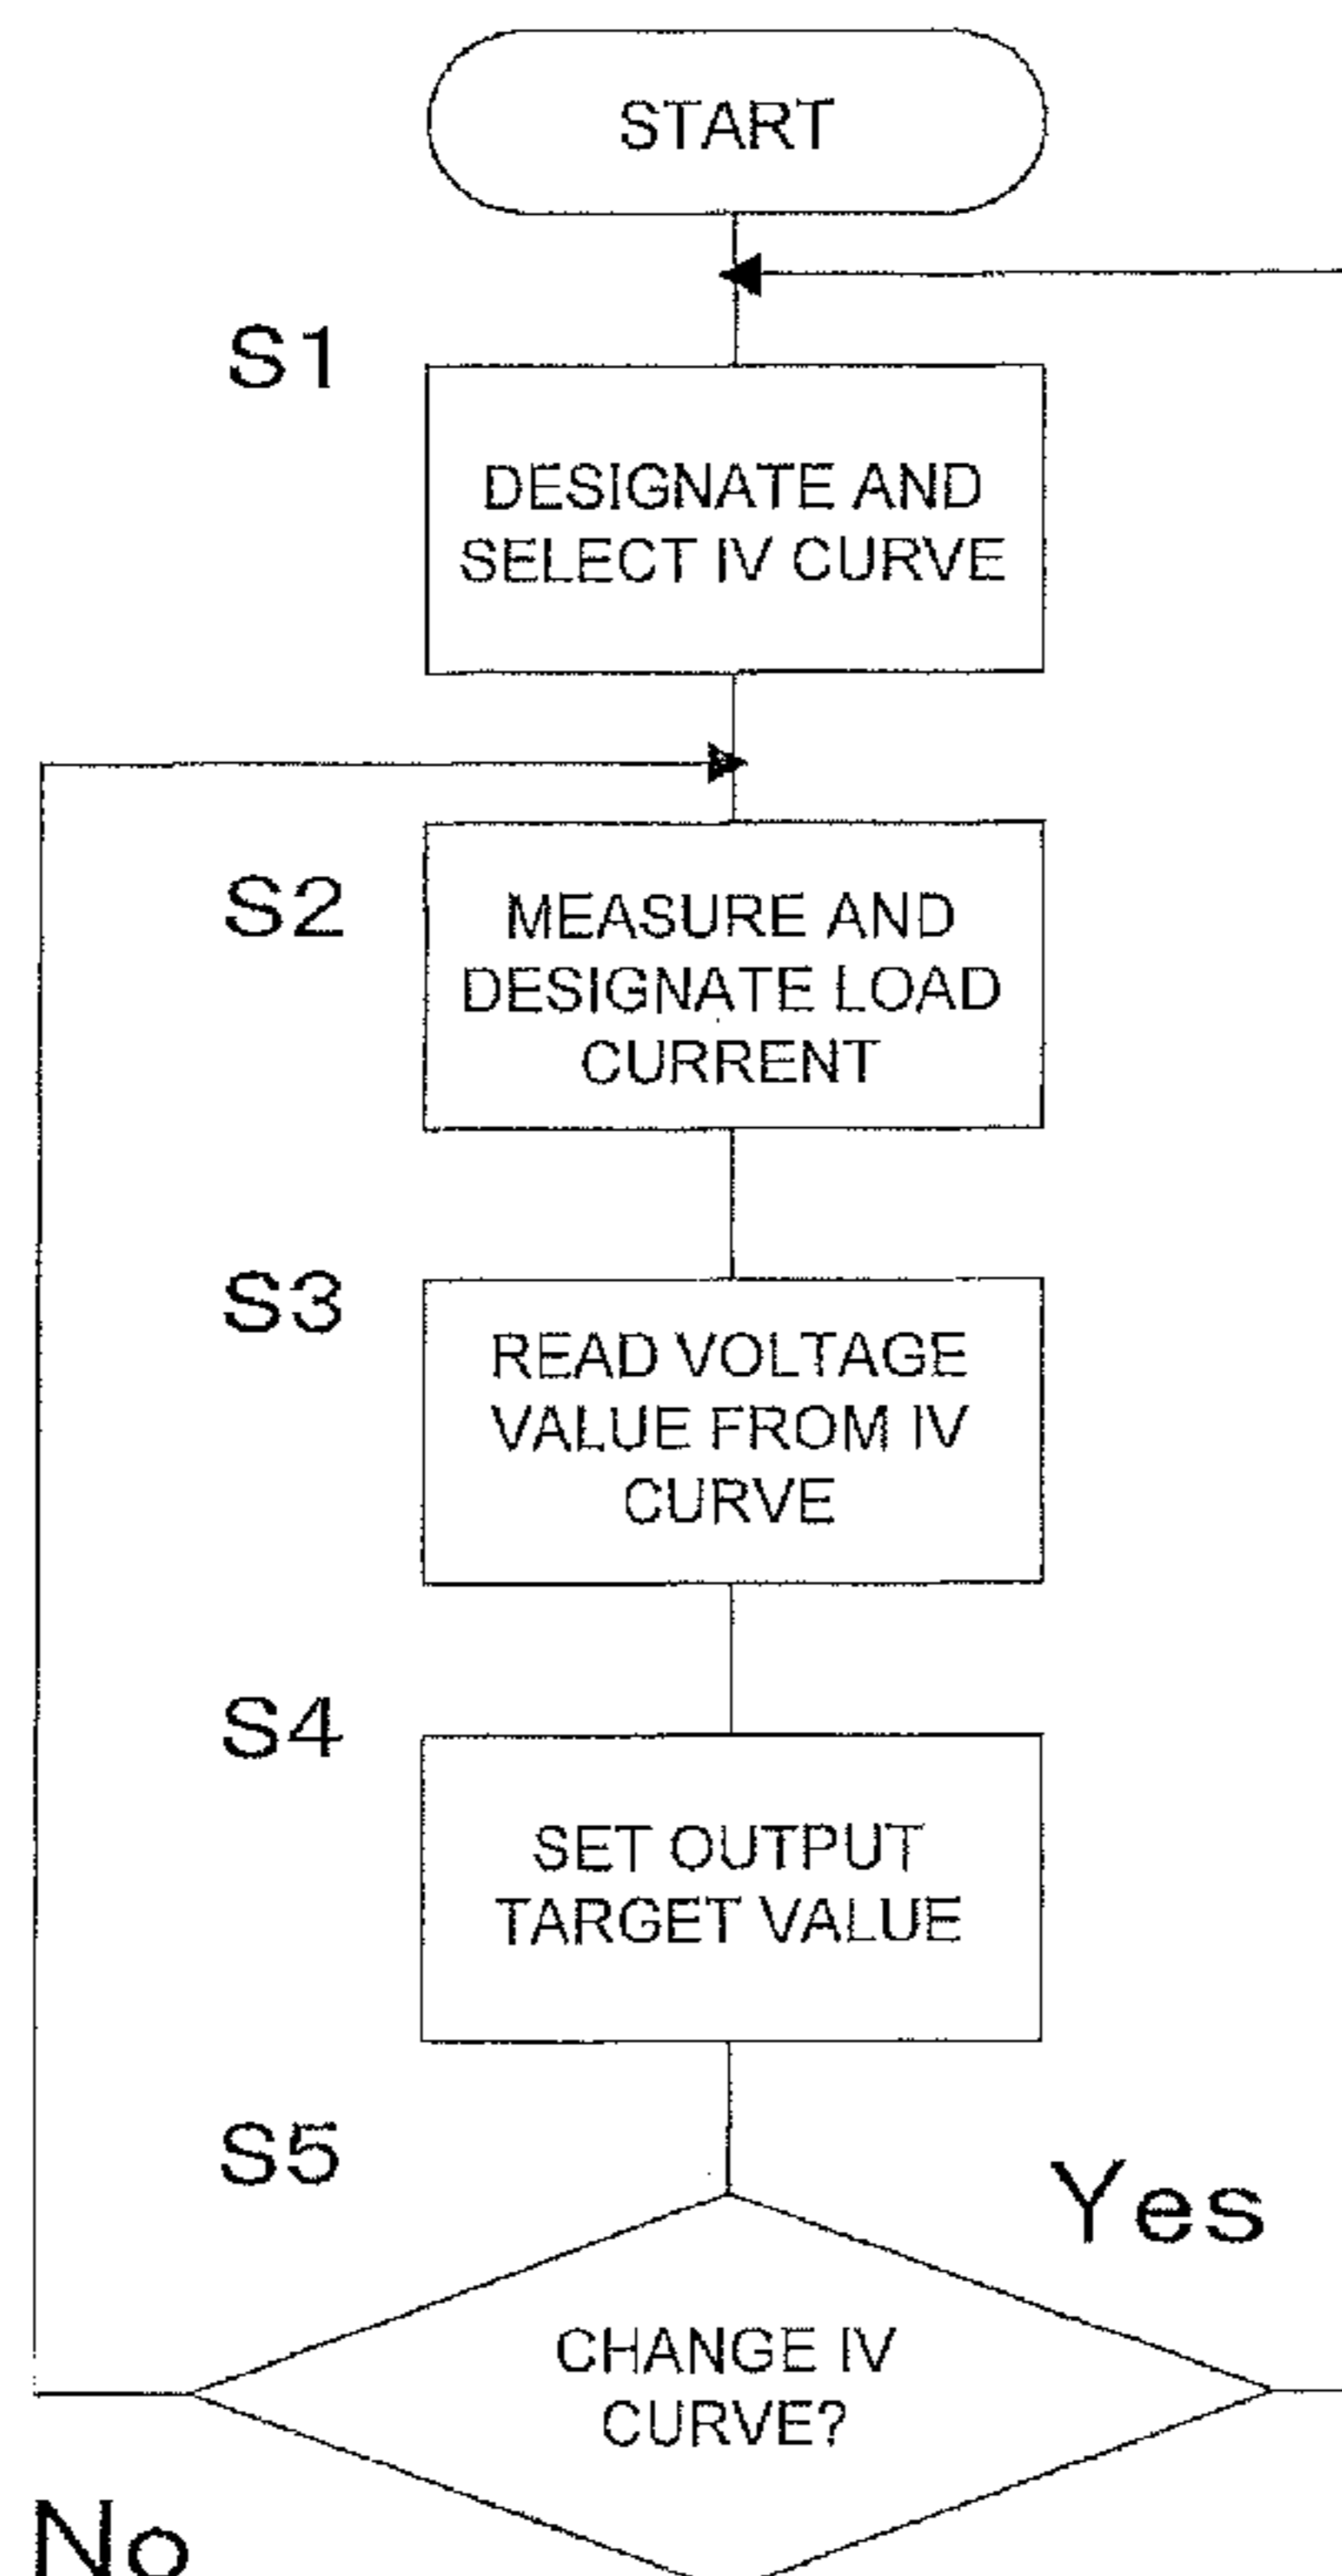 START
S1
DESIGNATE AND
SELECT IV CURVE
S2
MEASURE AND
DESIGNATE LOAD
CURRENT
S3
READ VOLTAGE
VALUE FROM IV
CURVE
S4
SET OUTPUT
TARGET VALUE
S5
Yes
CHANGE IV
CURVE?
No